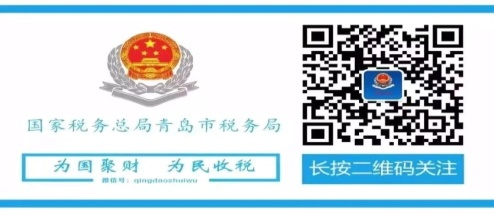 国家税务总局青岛市税务局
为国聚财 为民收税
微信号：qingdaoshuiwu
长按二维码关注